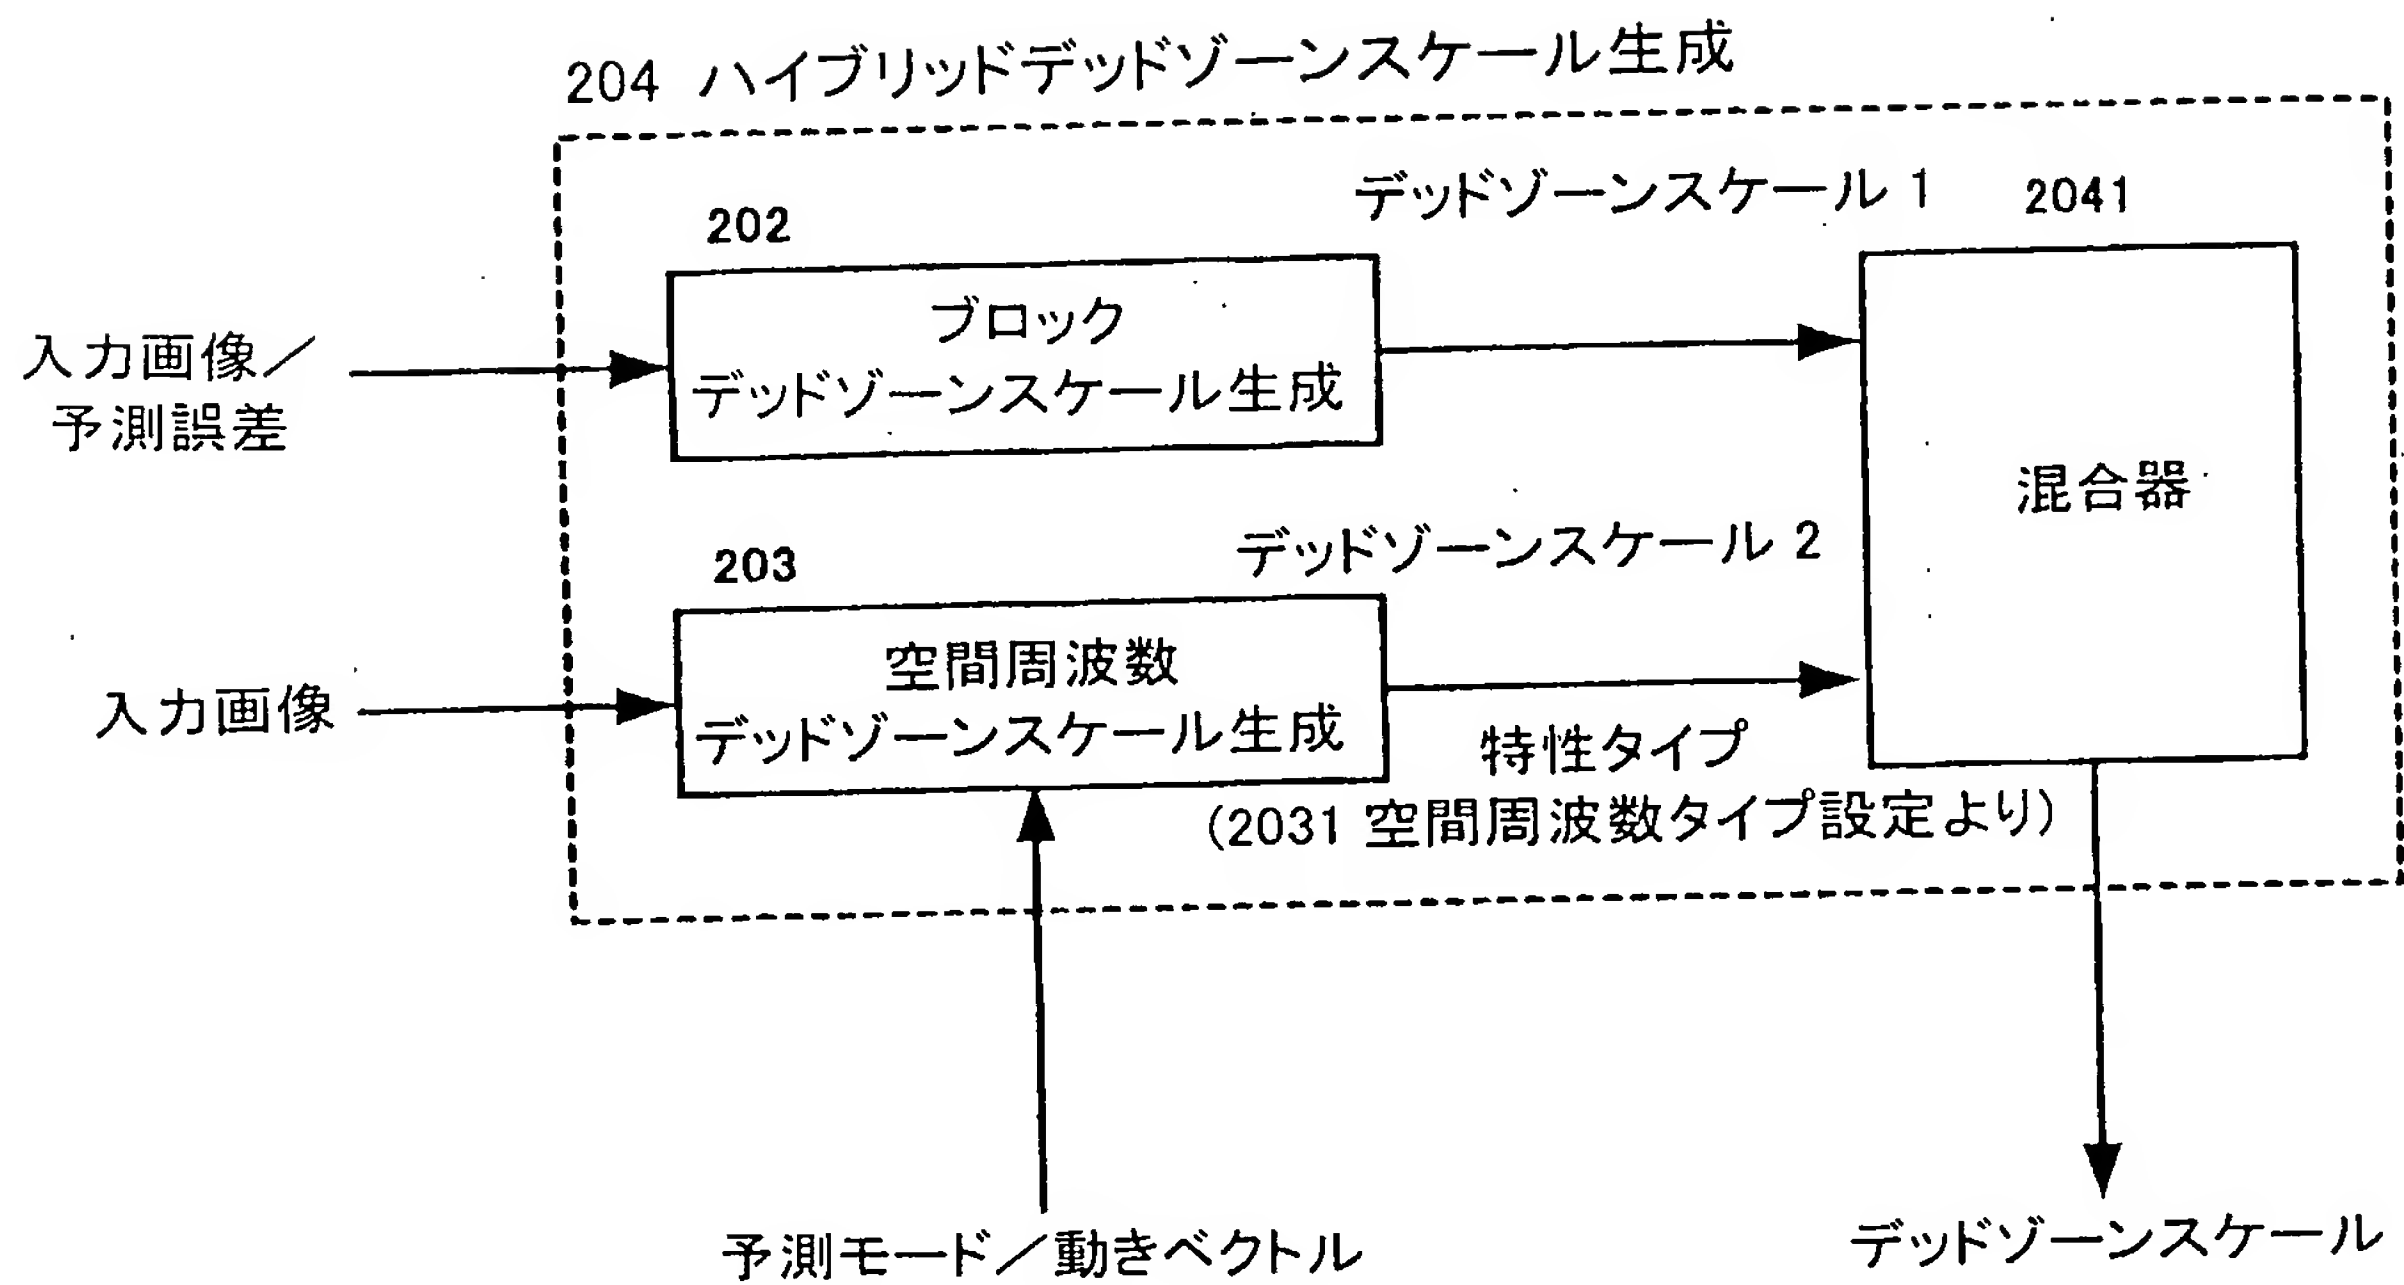 204 ハイブリッドデッドゾーンスケール生成
デッドゾーンスケール 1
2041
202
ブロック
デッドゾーンスケール生成
入力画像／
予測誤差
混合器
デッドゾーンスケール 2
203
空間周波数
デッドゾーンスケール生成
入力画像
特性タイプ
(2031 空間周波数タイプ設定より)
予測モード／動きベクトル
デッドゾーンスケール